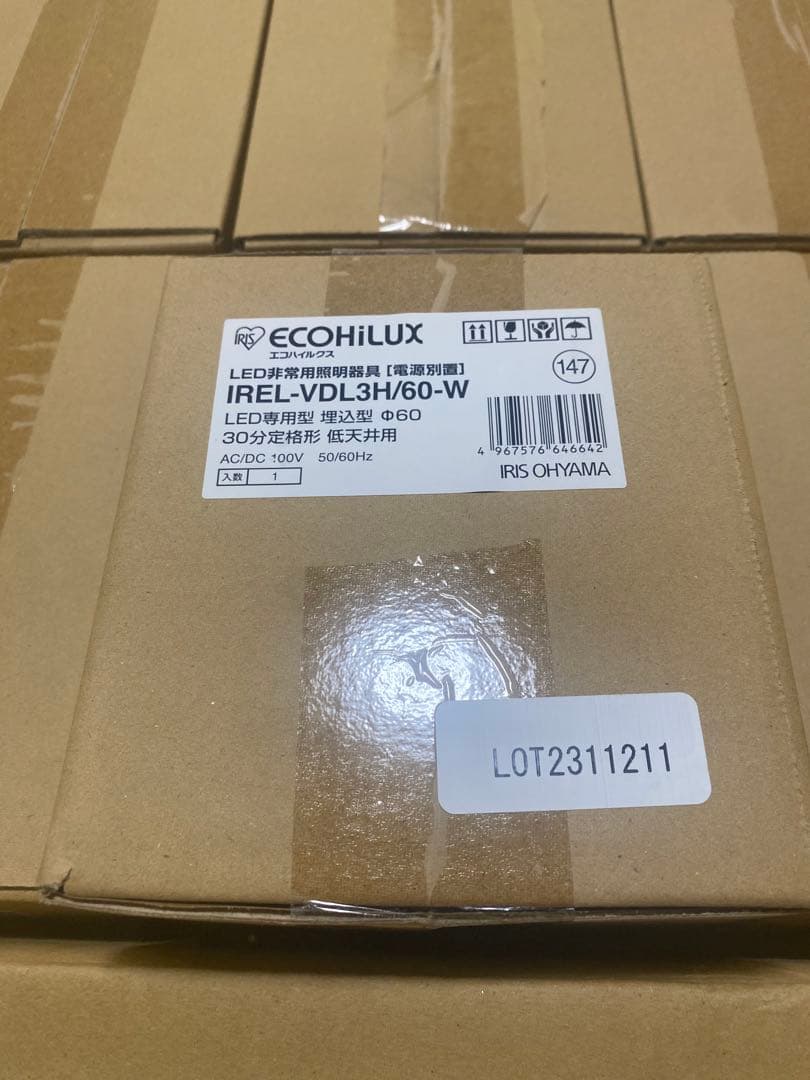 IRIS ECOHiLUX
エコハイルクス
LED非常用照明器具 [電源別置]
147
IREL-VDL3H/60-W
LED専用型 埋込型 Φ60
30分定格形 低天井用
4 967576 646642
AC/DC 100V 50/60Hz
IRIS OHYAMA
入数 1
LOT2311211